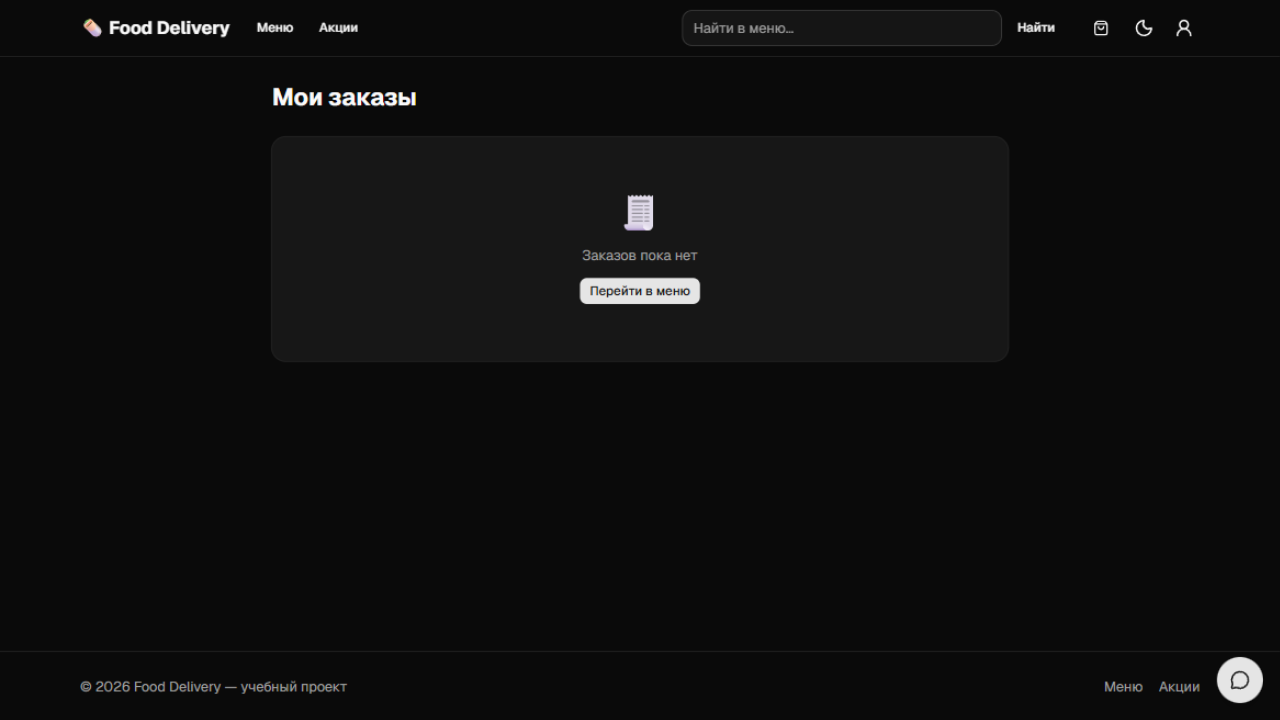 Food Delivery
Меню
Акции
Найти в меню…
Найти
Мои заказы
Заказов пока нет
Перейти в меню
© 2026 Food Delivery — учебный проект
Меню
Акции